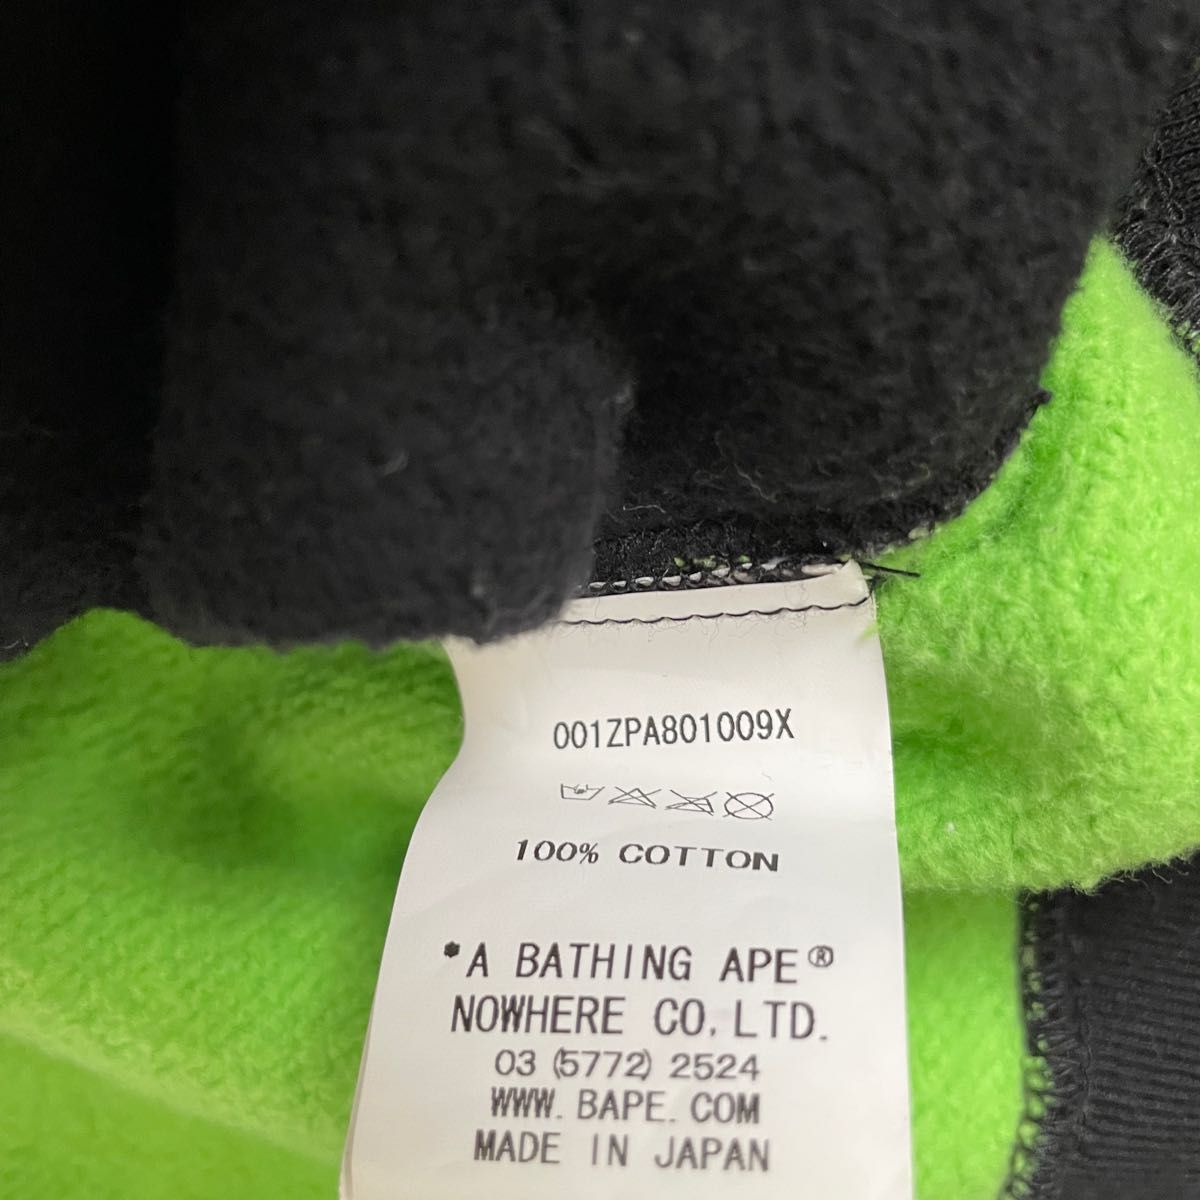 001ZPA801009X
100% COTTON
*A BATHING APE®
NOWHERE CO.LTD.
03 (5772) 2524
WWW.BAPE.COM
MADE IN JAPAN